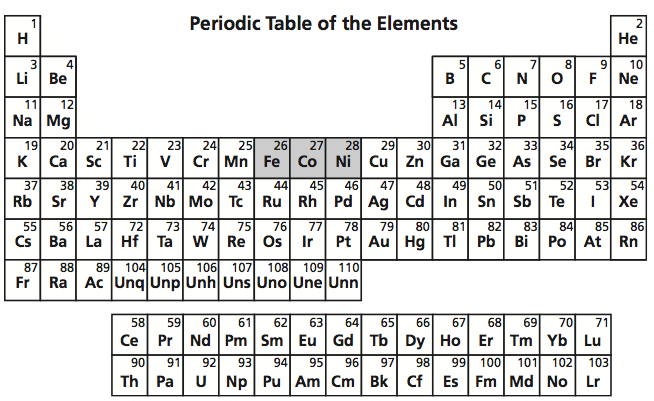 Periodic Table of the Elements
1 2
H He
3 4 5 6 7 8 9 10
Li Be B C N O F Ne
11 12 13 14 15 16 17 18
Na Mg Al Si P S Cl Ar
19 20 21 22 23 24 25 26 27 28 29 30 31 32 33 34 35 36
K Ca Sc Ti V Cr Mn Fe Co Ni Cu Zn Ga Ge As Se Br Kr
37 38 39 40 41 42 43 44 45 46 47 48 49 50 51 52 53 54
Rb Sr Y Zr Nb Mo Tc Ru Rh Pd Ag Cd In Sn Sb Te I Xe
55 56 57 72 73 74 75 76 77 78 79 80 81 82 83 84 85 86
Cs Ba La Hf Ta W Re Os Ir Pt Au Hg Tl Pb Bi Po At Rn
87 88 89 104 105 106 107 108 109 110
Fr Ra Ac Unq Unp Unh Uns Uno Une Unn
58 59 60 61 62 63 64 65 66 67 68 69 70 71
Ce Pr Nd Pm Sm Eu Gd Tb Dy Ho Er Tm Yb Lu
90 91 92 93 94 95 96 97 98 99 100 101 102 103
Th Pa U Np Pu Am Cm Bk Cf Es Fm Md No Lr